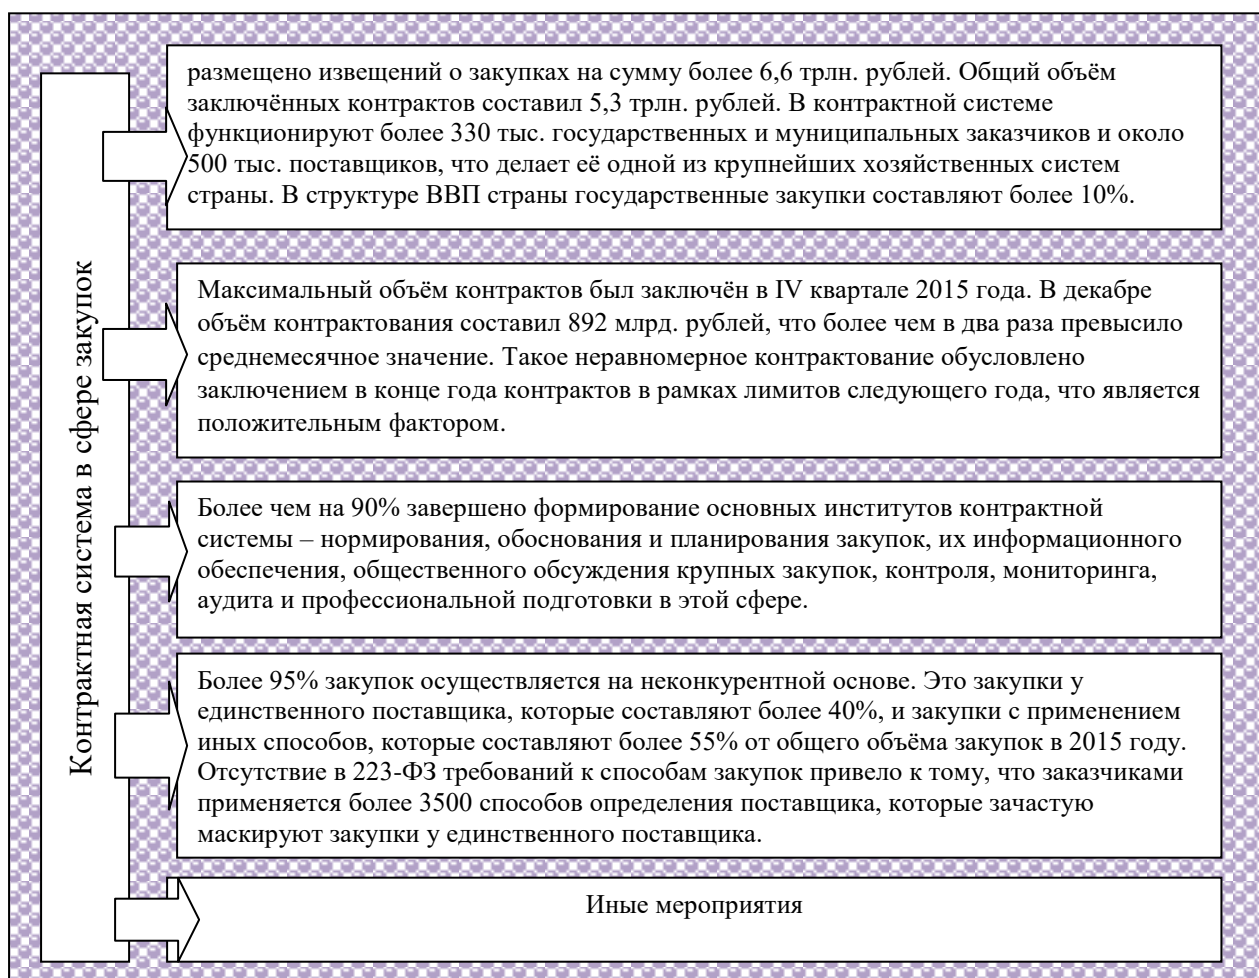 Контрактная система в сфере закупок
размещено извещений о закупках на сумму более 6,6 трлн. рублей. Общий объём
заключённых контрактов составил 5,3 трлн. рублей. В контрактной системе
функционируют более 330 тыс. государственных и муниципальных заказчиков и около
500 тыс. поставщиков, что делает её одной из крупнейших хозяйственных систем
страны. В структуре ВВП страны государственные закупки составляют более 10%.
Максимальный объём контрактов был заключён в IV квартале 2015 года. В декабре
объём контрактования составил 892 млрд. рублей, что более чем в два раза превысило
среднемесячное значение. Такое неравномерное контрактование обусловлено
заключением в конце года контрактов в рамках лимитов следующего года, что является
положительным фактором.
Более чем на 90% завершено формирование основных институтов контрактной
системы – нормирования, обоснования и планирования закупок, их информационного
обеспечения, общественного обсуждения крупных закупок, контроля, мониторинга,
аудита и профессиональной подготовки в этой сфере.
Более 95% закупок осуществляется на неконкурентной основе. Это закупки у
единственного поставщика, которые составляют более 40%, и закупки с применением
иных способов, которые составляют более 55% от общего объёма закупок в 2015 году.
Отсутствие в 223-ФЗ требований к способам закупок привело к тому, что заказчиками
применяется более 3500 способов определения поставщика, которые зачастую
маскируют закупки у единственного поставщика.
Иные мероприятия